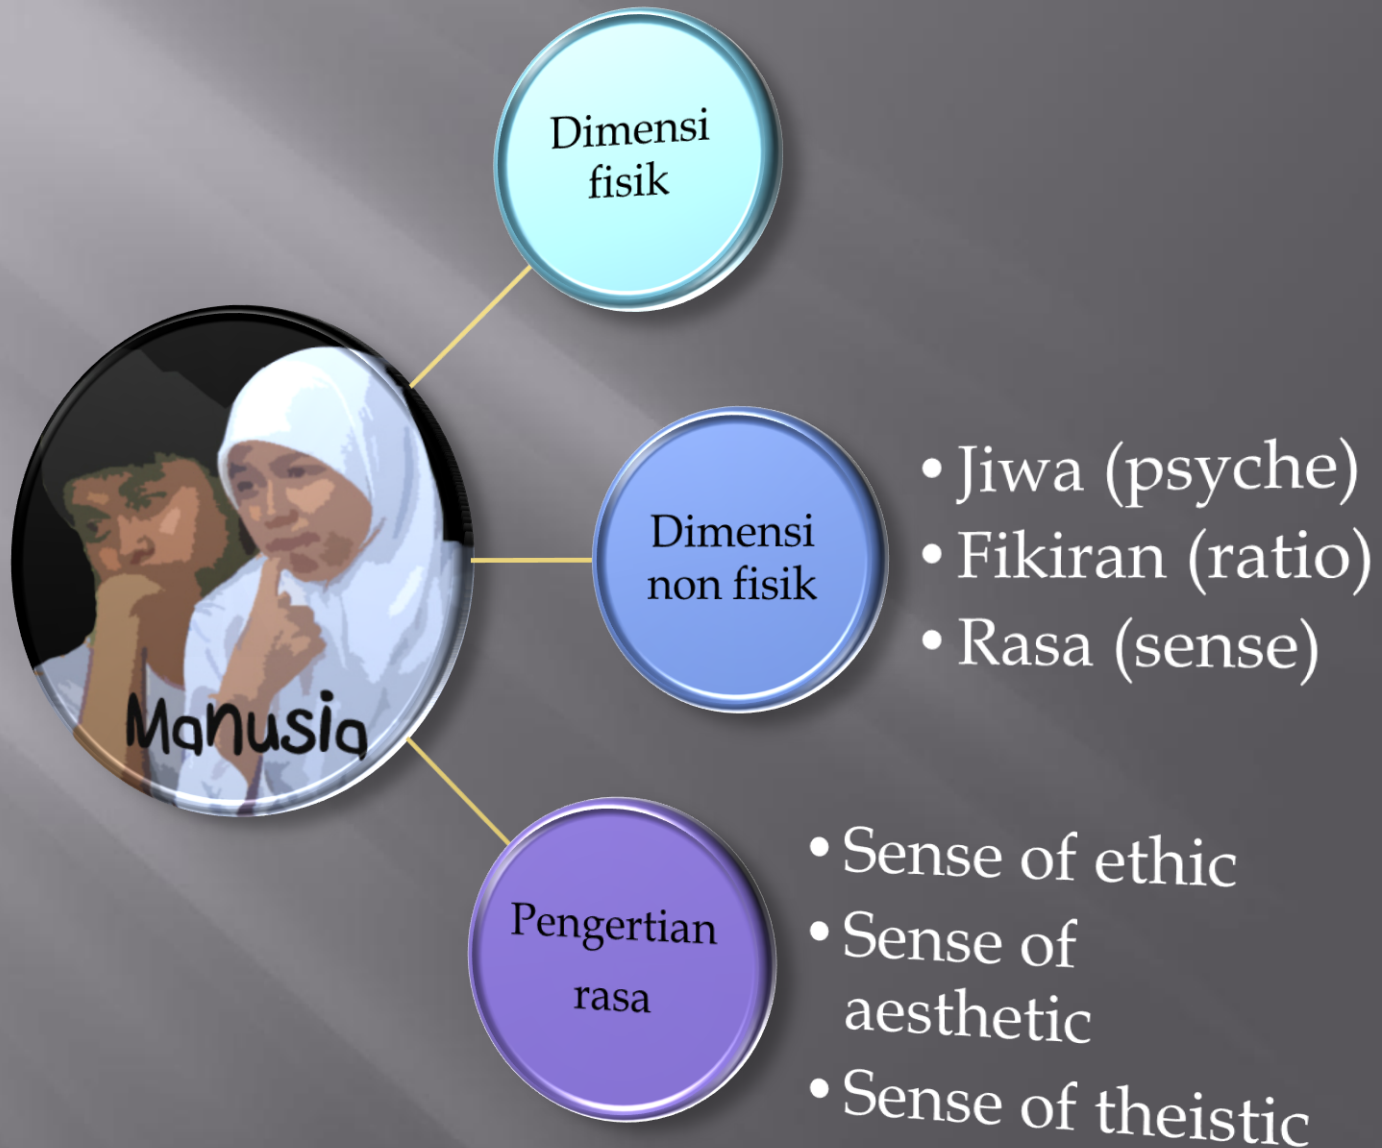 Dimensi
fisik
Manusia
Dimensi
non fisik
• Jiwa (psyche)
• Fikiran (ratio)
• Rasa (sense)
Pengertian
rasa
• Sense of ethic
• Sense of
aesthetic
• Sense of theistic